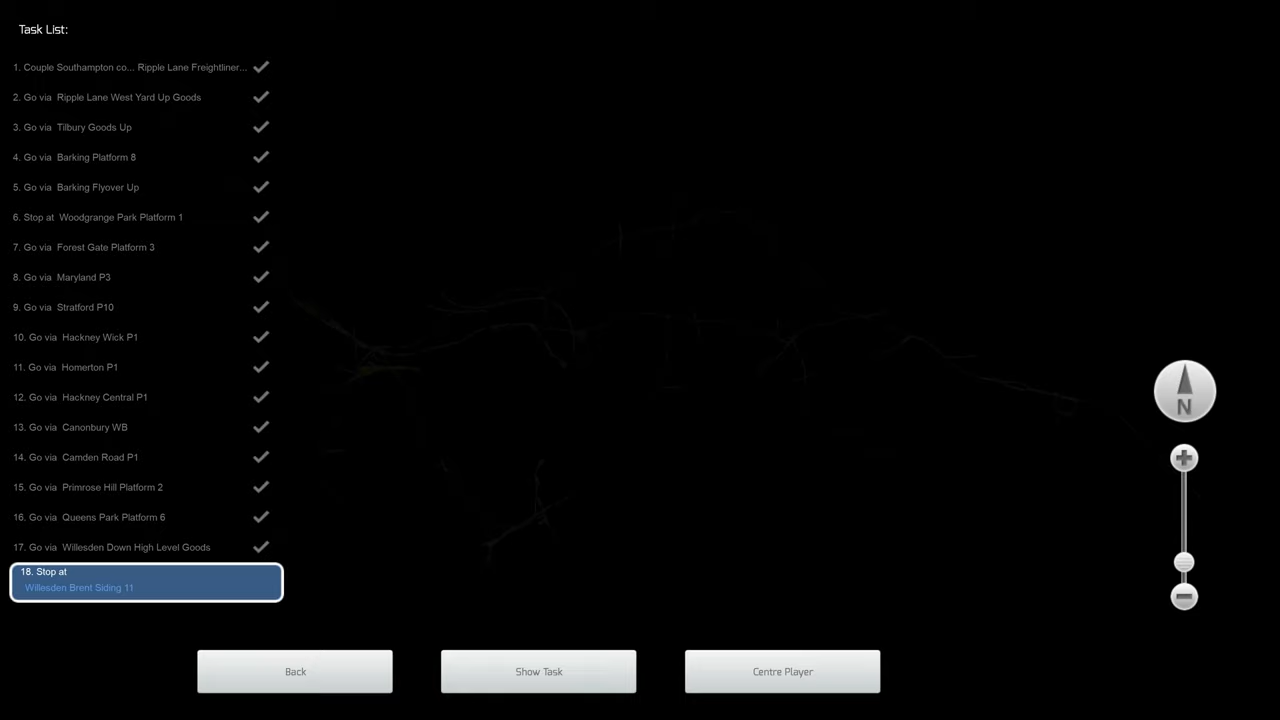 Task List:
1. Couple Southampton co... Ripple Lane Freightliner...
2. Go via Ripple Lane West Yard Up Goods
3. Go via Tilbury Goods Up
4. Go via Barking Platform 8
5. Go via Barking Flyover Up
6. Stop at Woodgrange Park Platform 1
7. Go via Forest Gate Platform 3
8. Go via Maryland P3
9. Go via Stratford P10
10. Go via Hackney Wick P1
11. Go via Homerton P1
12. Go via Hackney Central P1
13. Go via Canonbury WB
14. Go via Camden Road P1
15. Go via Primrose Hill Platform 2
16. Go via Queens Park Platform 6
17. Go via Willesden Down High Level Goods
18. Stop at
Willesden Brent Siding 11
N
Back
Show Task
Centre Player